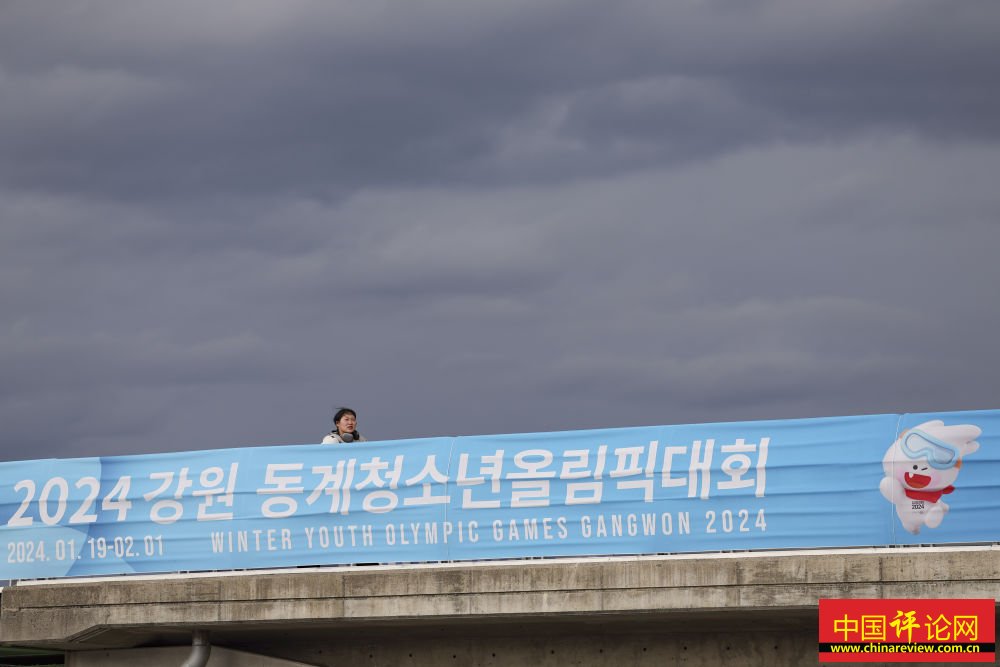 2024 강원 동계청소년올림픽대회
2024. 01. 19-02. 01
WINTER YOUTH OLYMPIC GAMES GANGWON 2024
2024
中国评论网
www.chinareview.com.cn